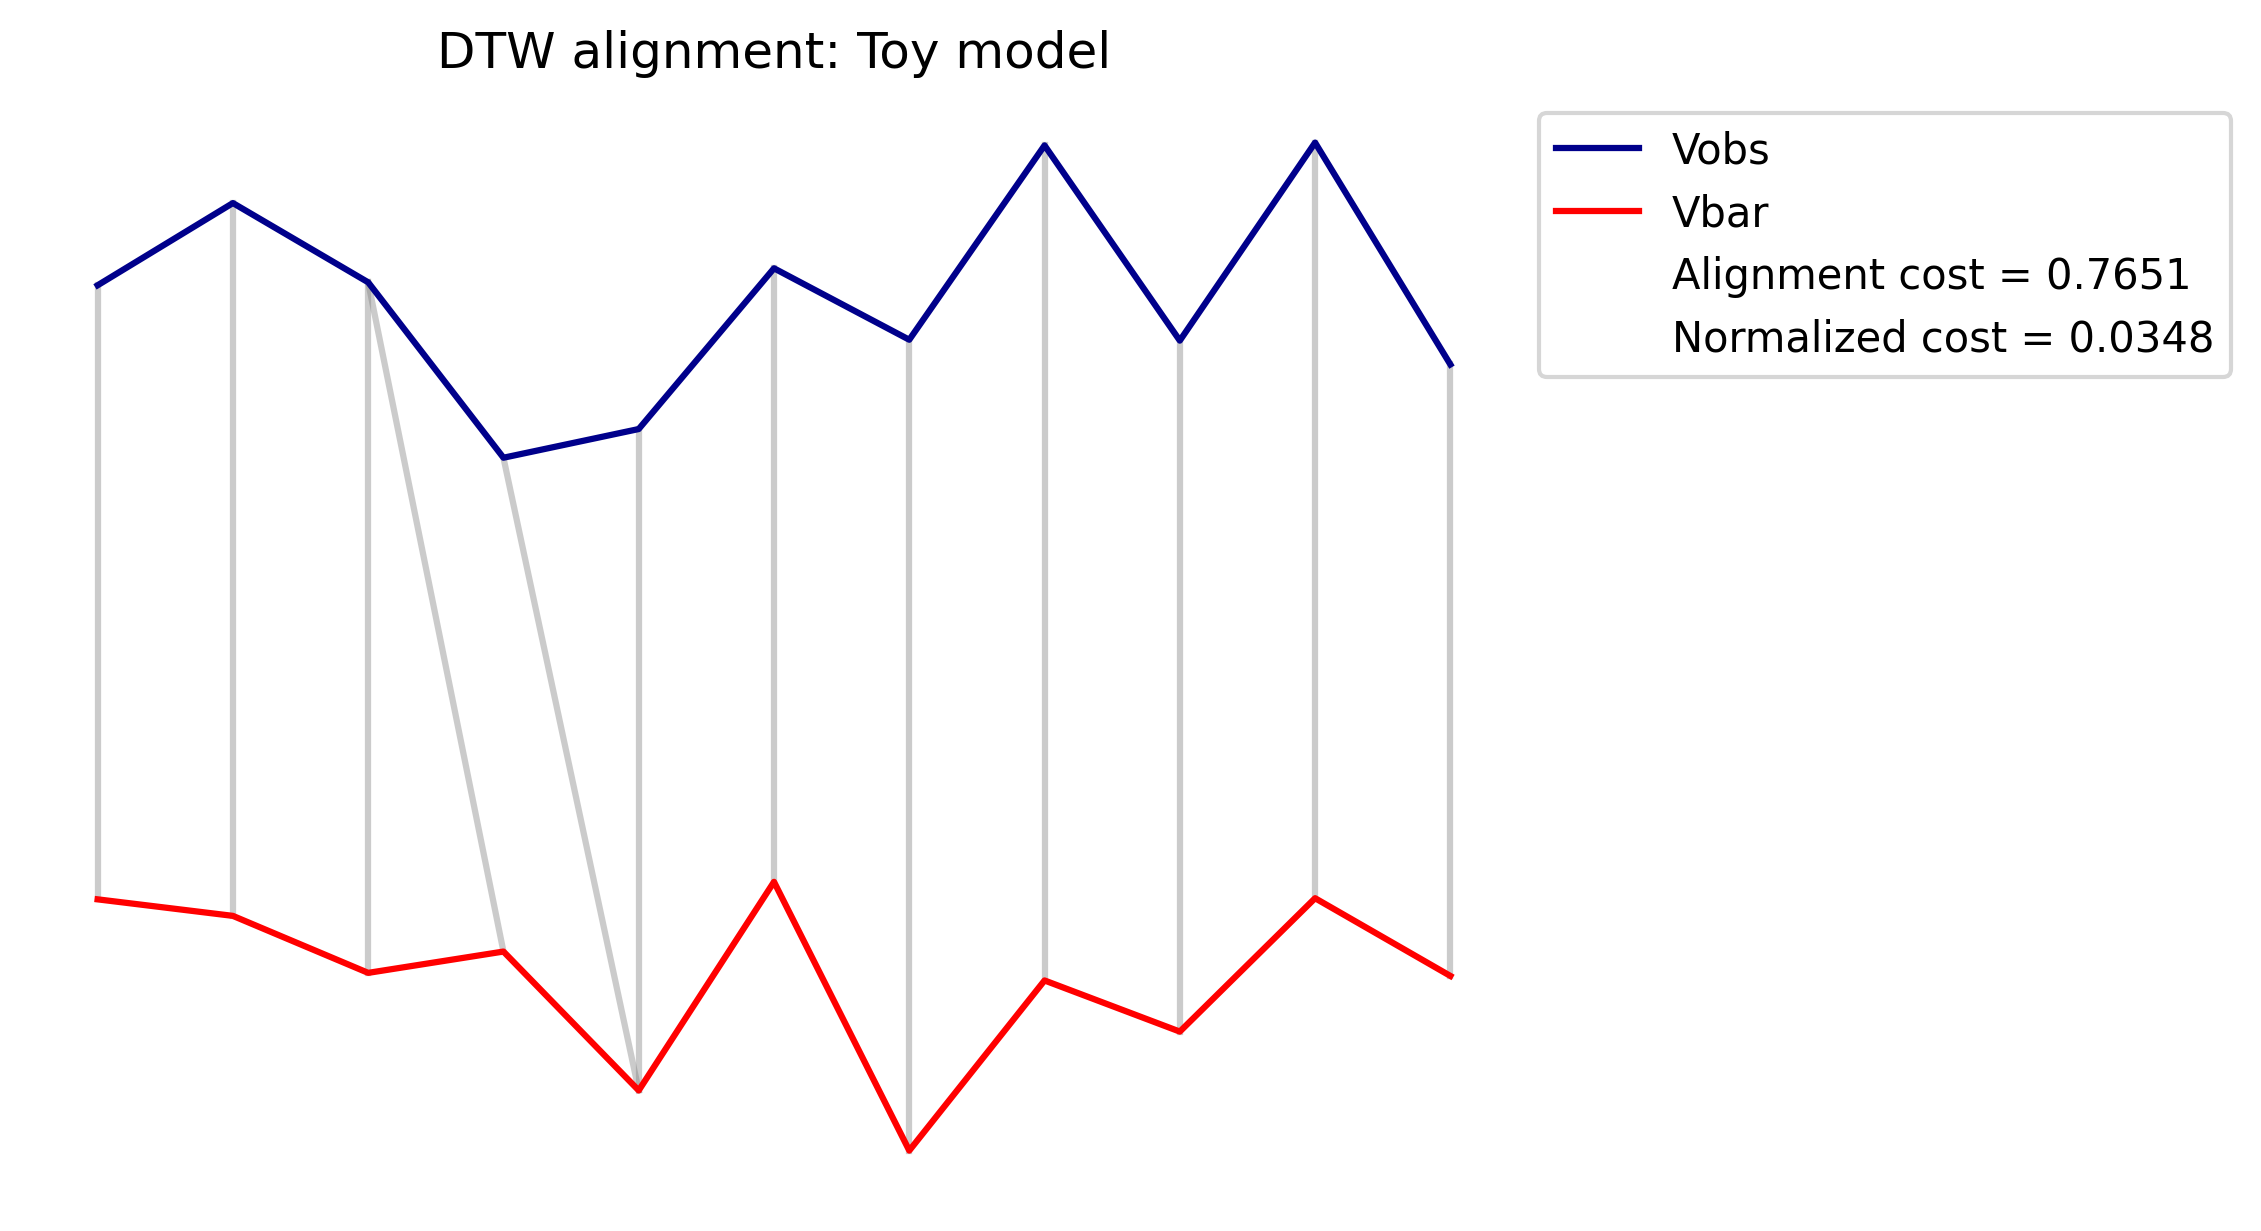 DTW alignment: Toy model
Vobs
Vbar
Alignment cost = 0.7651
Normalized cost = 0.0348